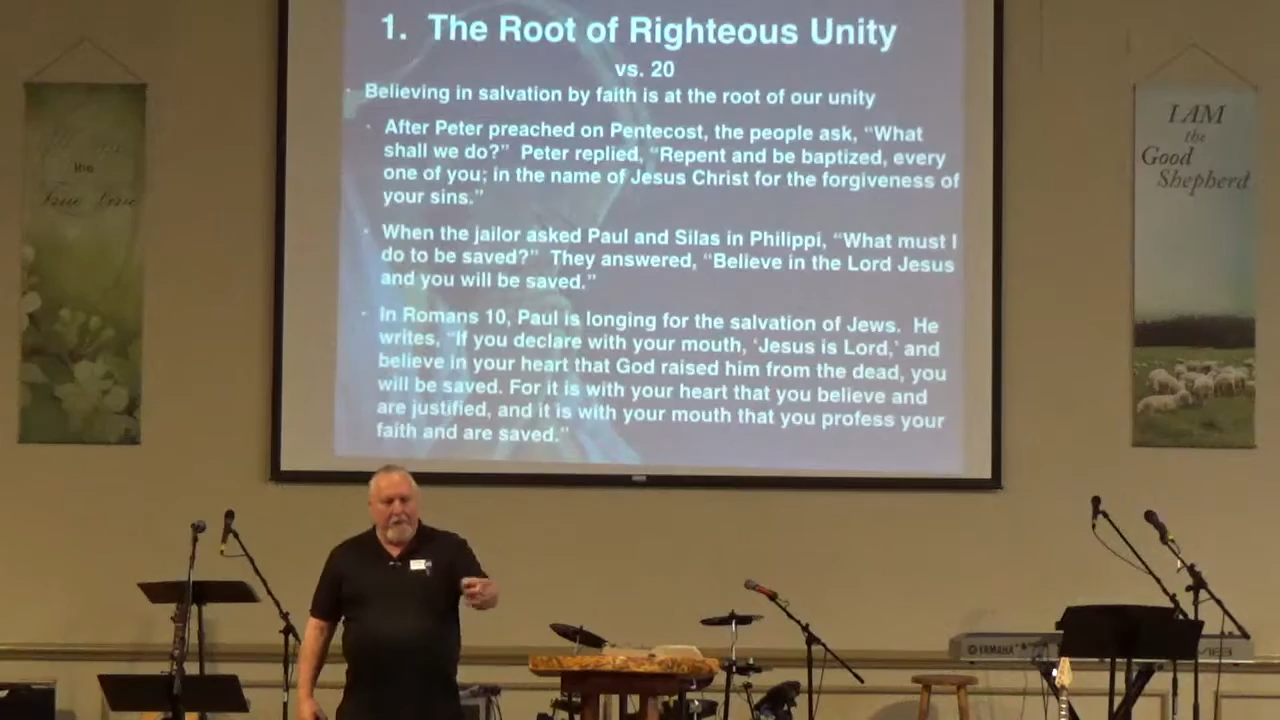 1. The Root of Righteous Unity
vs. 20
Believing in salvation by faith is at the root of our unity
After Peter preached on Pentecost, the people ask, “What
shall we do?” Peter replied, “Repent and be baptized, every
one of you; in the name of Jesus Christ for the forgiveness of
your sins.”
When the jailor asked Paul and Silas in Philippi, “What must I
do to be saved?” They answered, “Believe in the Lord Jesus
and you will be saved.”
In Romans 10, Paul is longing for the salvation of Jews. He
writes, “If you declare with your mouth, ‘Jesus is Lord,’ and
believe in your heart that God raised him from the dead, you
will be saved. For it is with your heart that you believe and
are justified, and it is with your mouth that you profess your
faith and are saved.”
the
True Vine
I AM
the
Good
Shepherd
YAMAHA